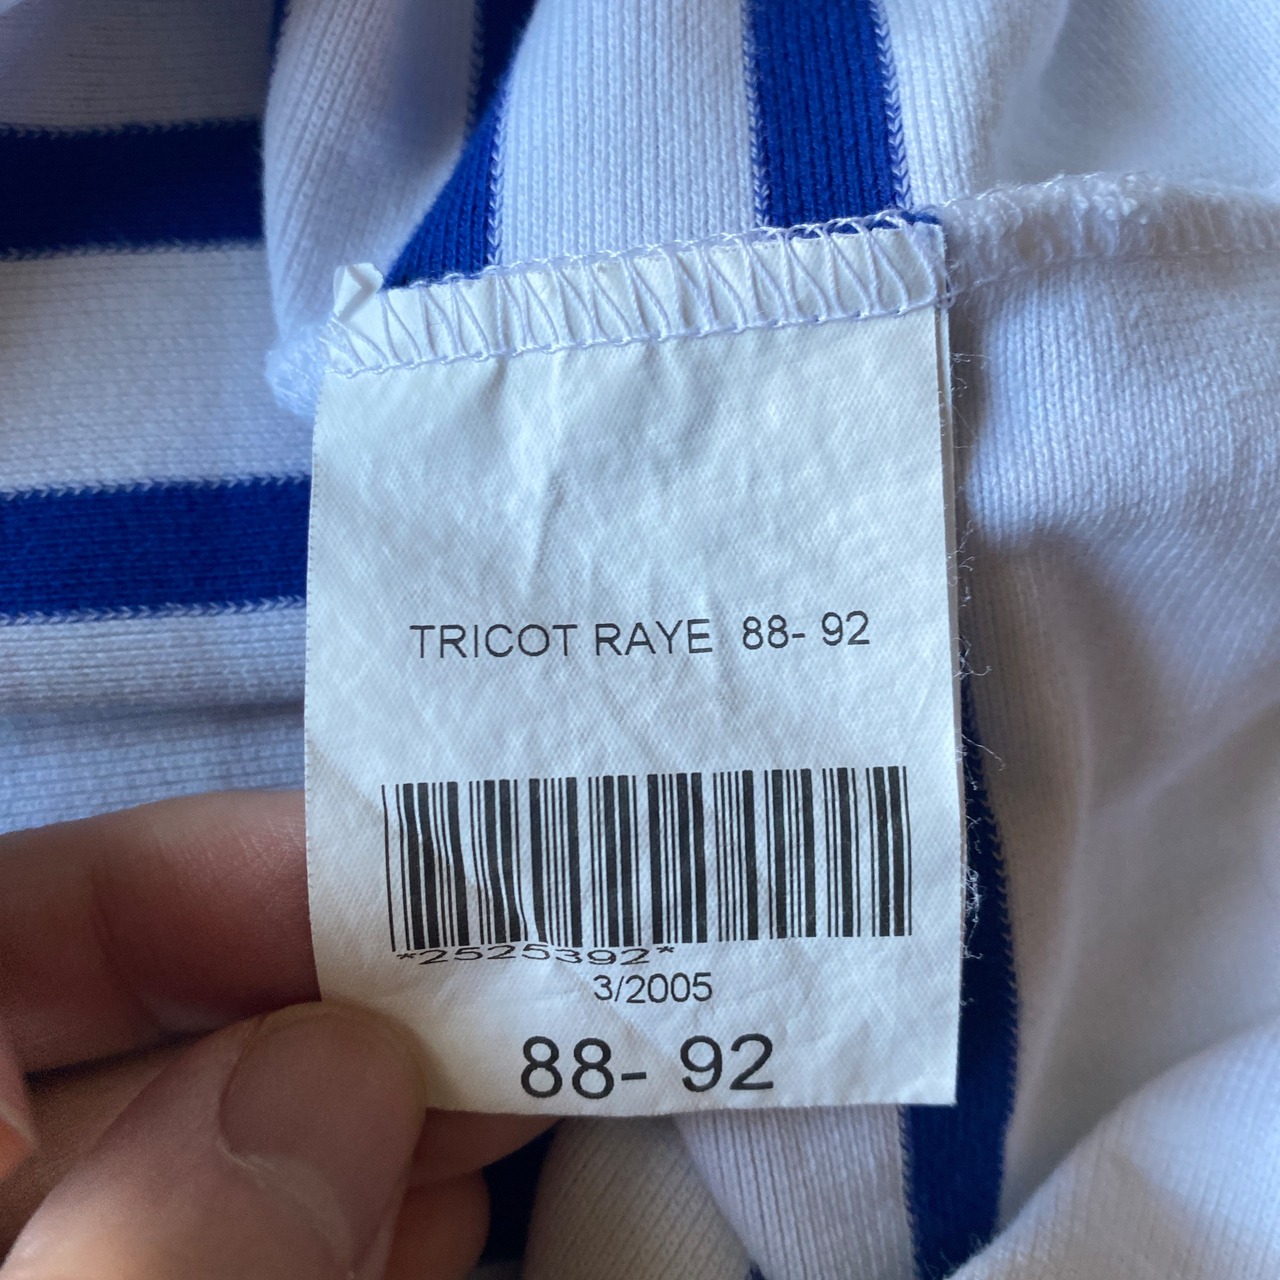 TRICOT RAYE 88- 92
*2525392*
3/2005
88- 92